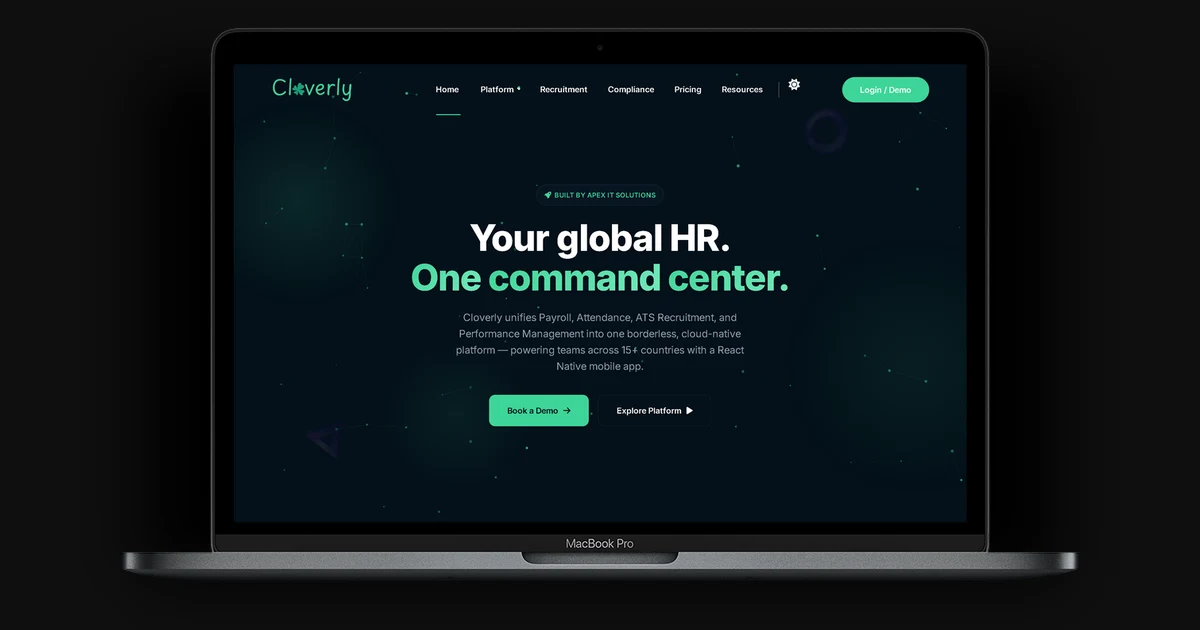 Cloverly
Home Platform Recruitment Compliance Pricing Resources Login / Demo
BUILT BY APEX IT SOLUTIONS
Your global HR.
One command center.
Cloverly unifies Payroll, Attendance, ATS Recruitment, and
Performance Management into one borderless, cloud-native
platform — powering teams across 15+ countries with a React
Native mobile app.
Book a Demo → Explore Platform ▶
MacBook Pro